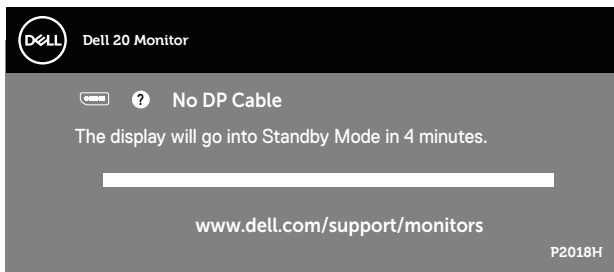 DELL
Dell 20 Monitor
? No DP Cable
The display will go into Standby Mode in 4 minutes.
www.dell.com/support/monitors
P2018H